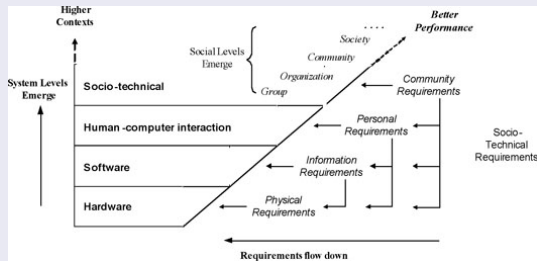 Higher
Contexts
Better
Performance
Social Levels
Emerge
Society
Community
Organization
Group
System Levels
Emerge
Socio-technical
Human -computer interaction
Software
Hardware
Community
Requirements
Personal
Requirements
Information
Requirements
Physical
Requirements
Socio-
Technical
Requirements
Requirements flow down